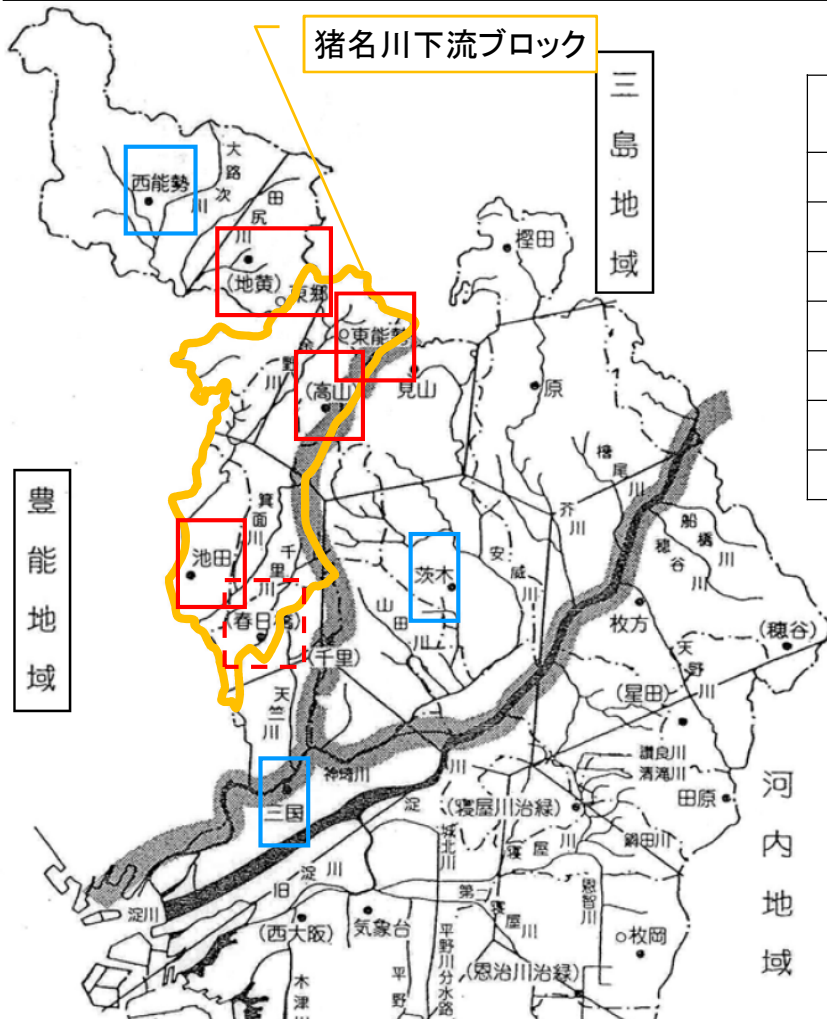 猪名川下流ブロック
三島地域
西能勢
大路次川
田尻川
樫田
(地黄)
東郷
東能勢
野川
(高山)
見山
原
檜尾川
芥川
船橋川
穂谷川
豊能地域
箕面川
千里川
池田
茨木
安威川
山田川
(春日橋)
(千里)
枚方
天野川
(穂谷)
(星田)
天竺川
讃良川
清滝川
神崎川
三国
淀川
(寝屋川治緑)
田原
河内地域
城北川
寝屋川
鍋田川
旧淀川
第一寝屋川
恩智川
淀川
(西大阪)
気象台
平野川分水路
枚岡
(恩治川治緑)
木津川
平野